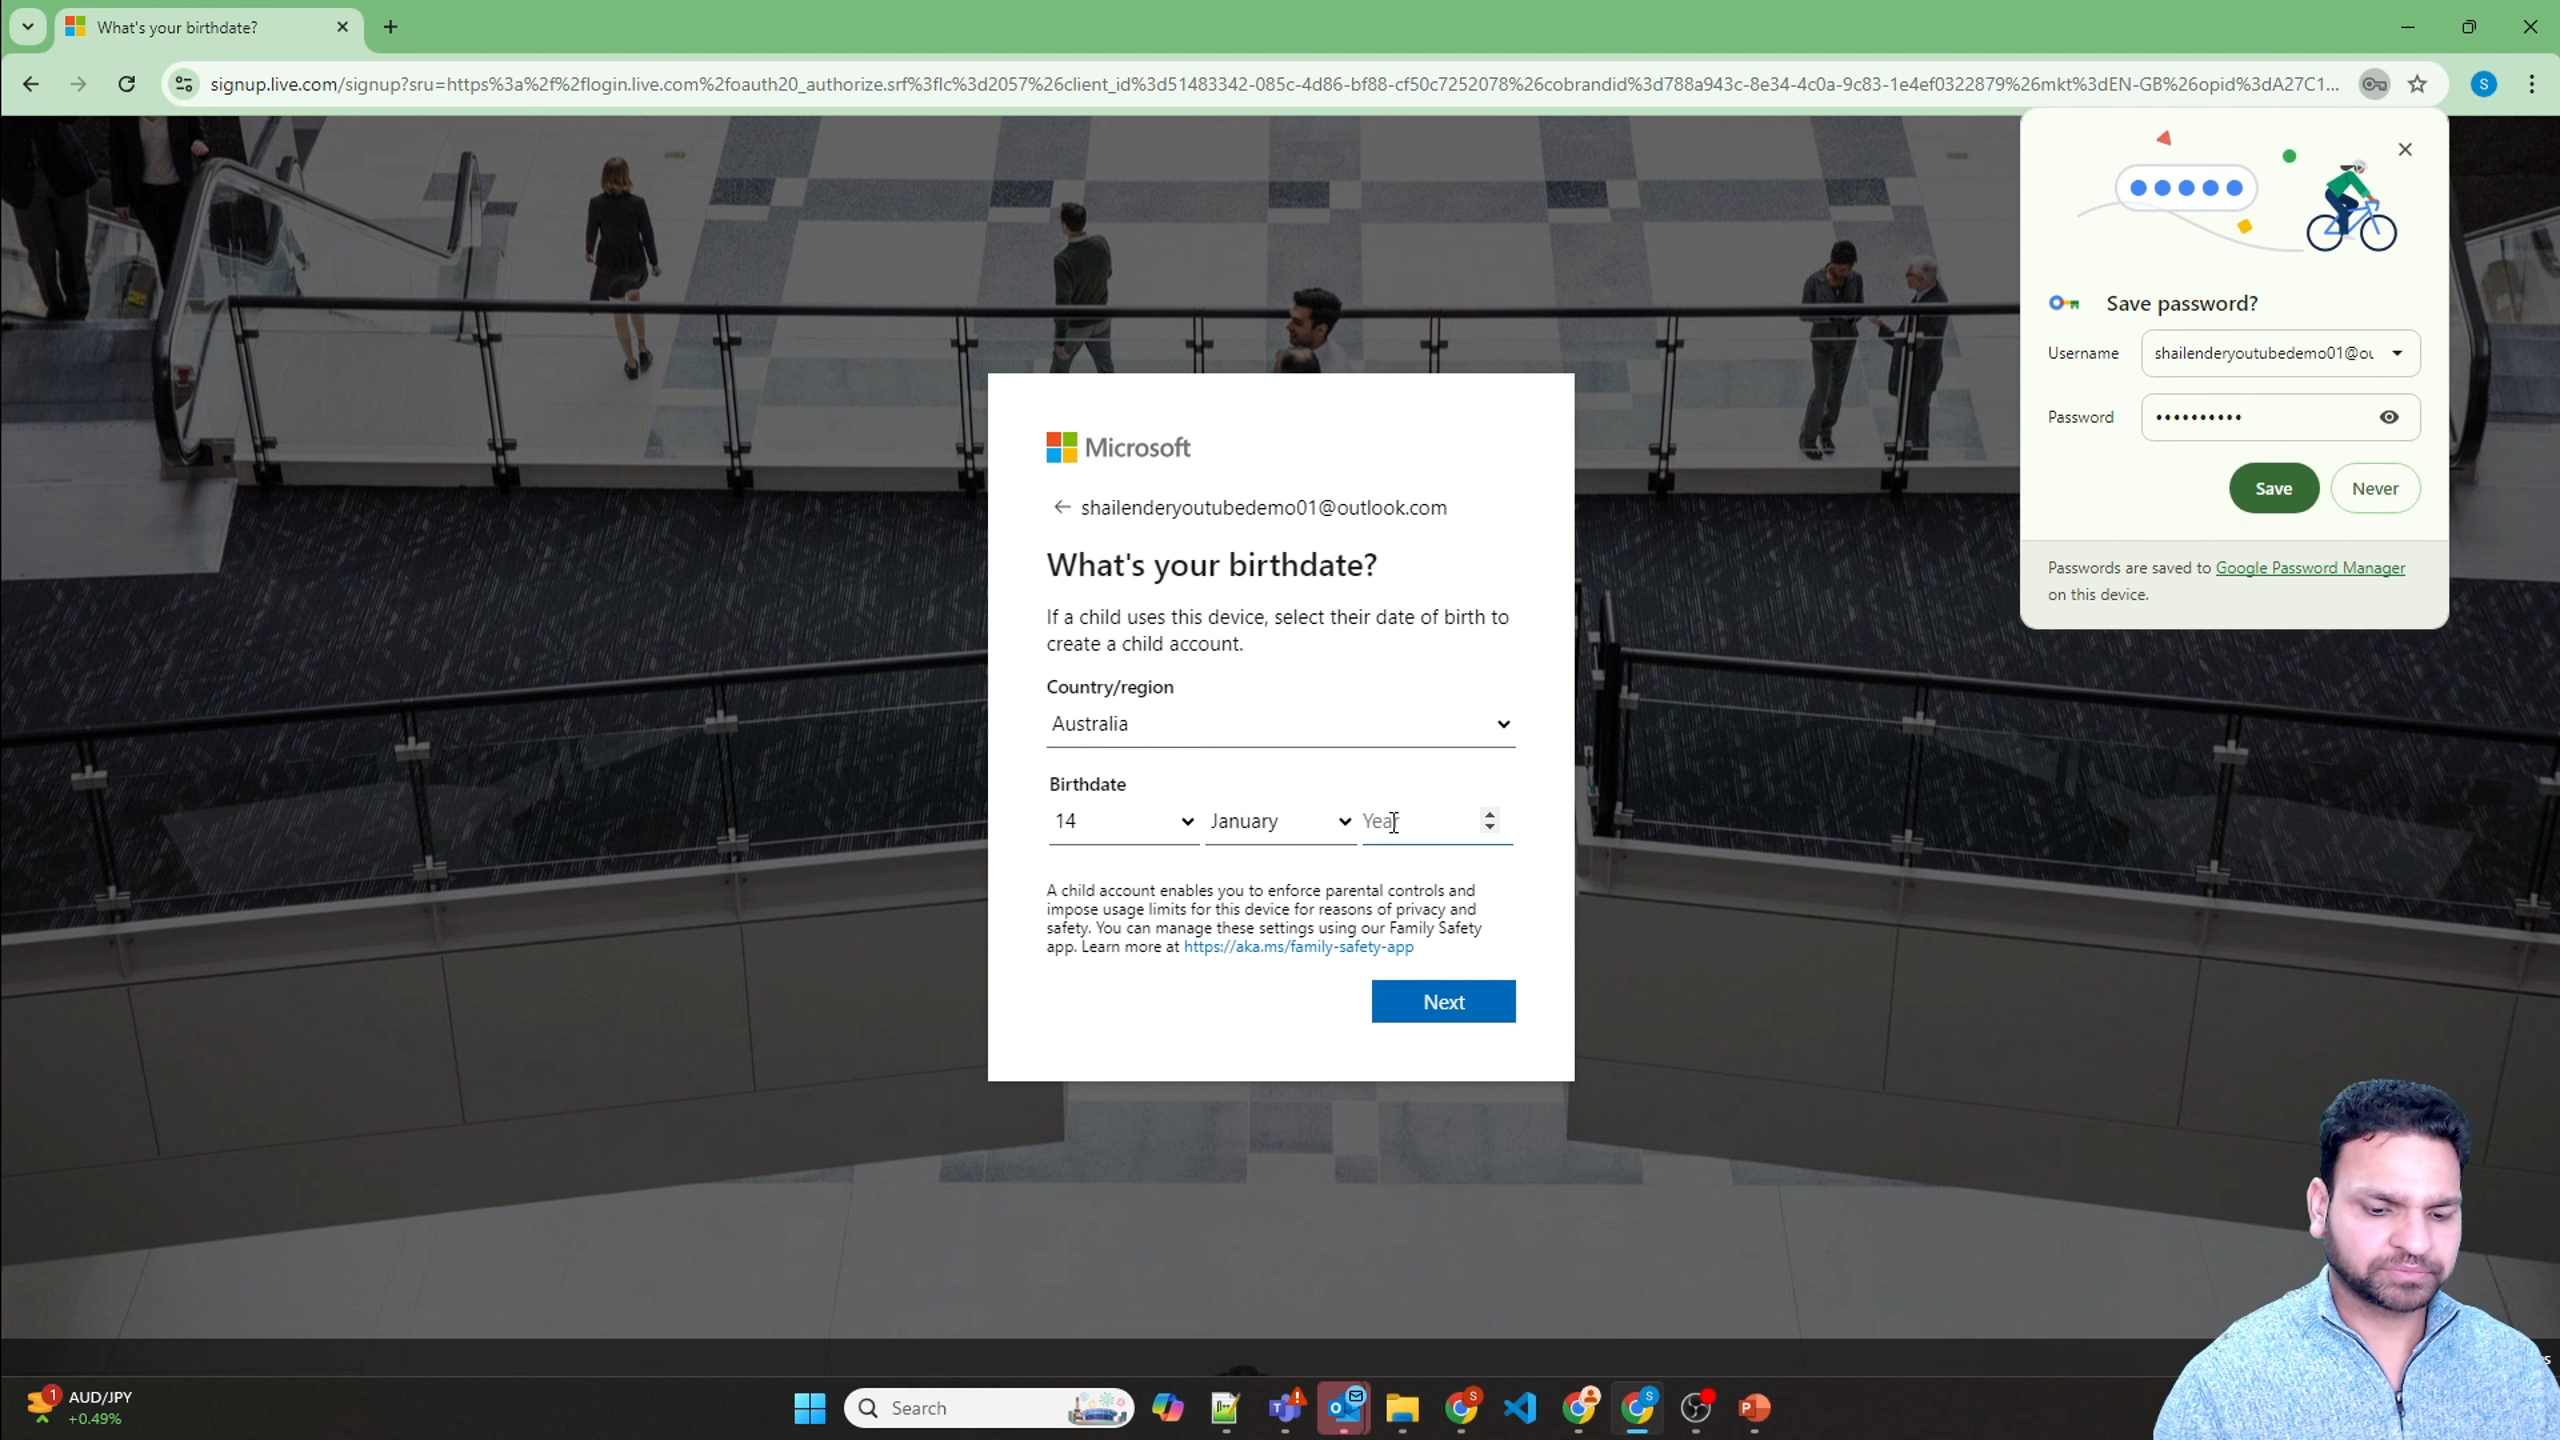 What's your birthdate?
signup.live.com/signup?sru=https%3a%2f%2flogin.live.com%2foauth20_authorize.srf%3flc%3d2057%26client_id%3d51483342-085c-4d86-bf88-cf50c7252078%26cobrandid%3d788a943c-8e34-4c0a-9c83-1e4ef0322879%26mkt%3dEN-GB%26opid%3dA27C1...
S
Save password?
Username
shailenderyoutubedemo01@ou
Password
••••••••••
Save
Never
Passwords are saved to Google Password Manager
on this device.
Microsoft
shailenderyoutubedemo01@outlook.com
What's your birthdate?
If a child uses this device, select their date of birth to
create a child account.
Country/region
Australia
Birthdate
14
January
Year
A child account enables you to enforce parental controls and
impose usage limits for this device for reasons of privacy and
safety. You can manage these settings using our Family Safety
app. Learn more at https://aka.ms/family-safety-app
Next
1
AUD/JPY
+0.49%
Search
S
S